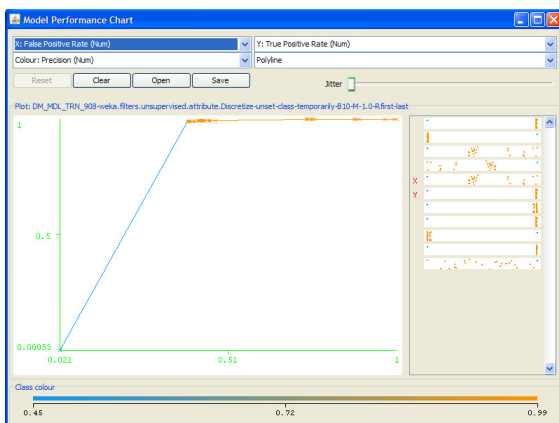 Model Performance Chart
X: False Positive Rate (Num)
Y: True Positive Rate (Num)
Colour: Precision (Num)
Polyline
Reset
Clear
Open
Save
Jitter
Plot: DM_MDL_TRN_908-weka.filters.unsupervised.attribute.Discretize-unset-class-temporarily-B10-M-1.0-Rfirst-last
1
0.5
0.00053
0.021
0.51
1
X
Y
Class colour
0.45
0.72
0.99